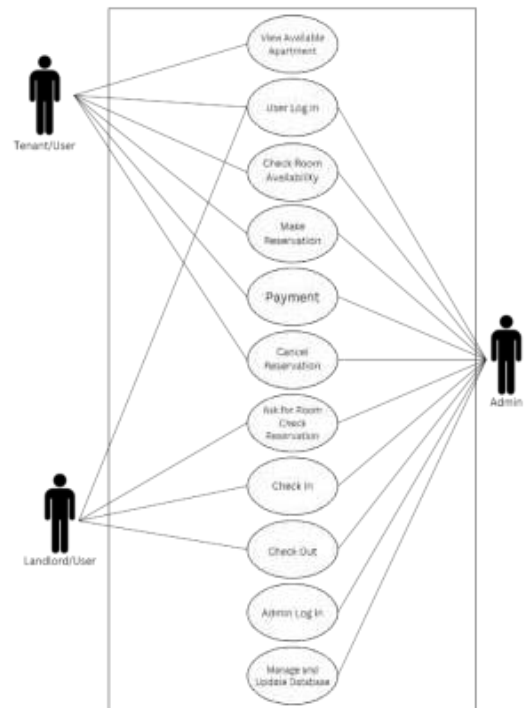 View Available
Apartment
User Log In
Tenant/User
Check Room
Availability
Make
Reservation
Payment
Cancel
Reservation
Admin
Ask for Room
Check
Reservation
Check In
Check Out
Landlord/User
Admin Log In
Manage and
Update Database